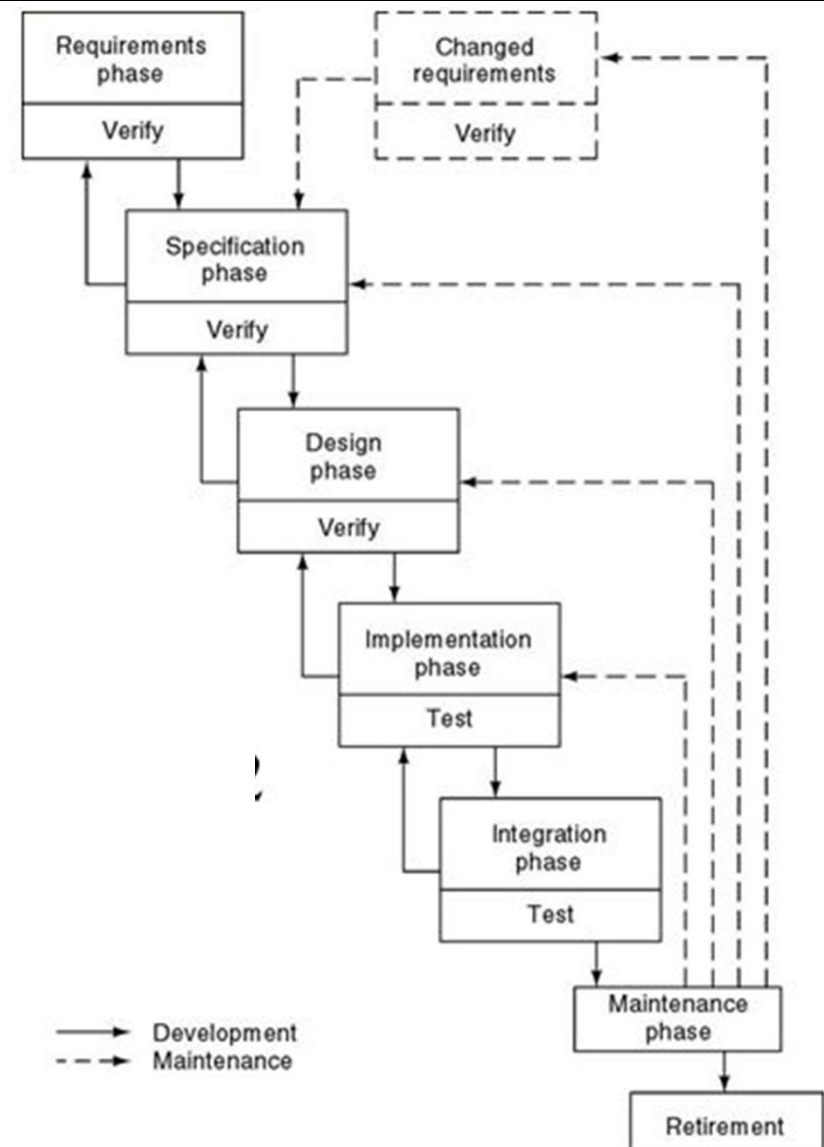 Requirements
phase
Verify
Changed
requirements
Verify
Specification
phase
Verify
Design
phase
Verify
Implementation
phase
Test
Integration
phase
Test
Maintenance
phase
Development
Maintenance
Retirement